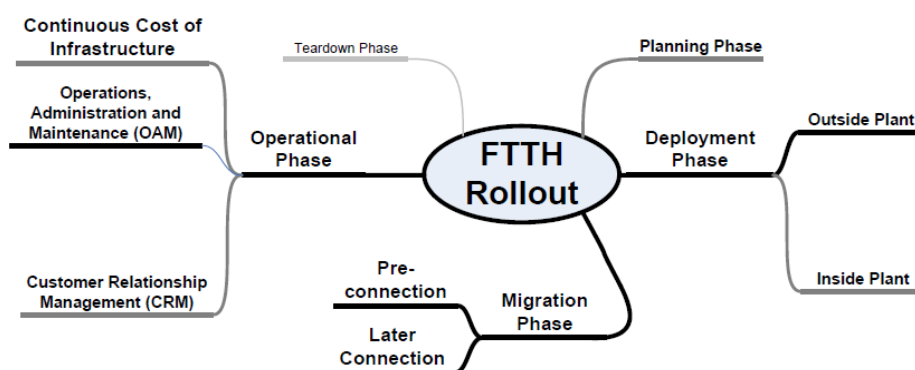 Continuous Cost of
Infrastructure
Teardown Phase
Planning Phase
Operations,
Administration and
Maintenance (OAM)
Operational
Phase
FTTH
Rollout
Deployment
Phase
Outside Plant
Customer Relationship
Management (CRM)
Pre-
connection
Migration
Phase
Later
Connection
Inside Plant